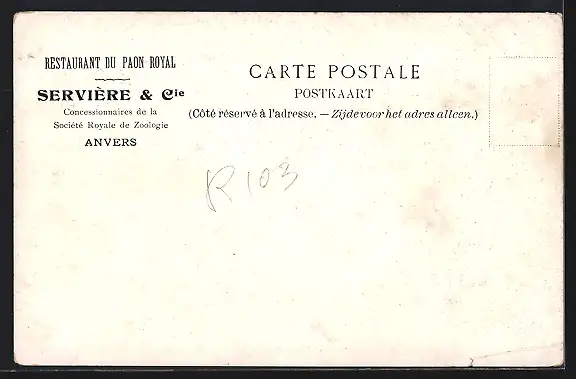 RESTAURANT DU PAON ROYAL
SERVIÈRE & Cie
Concessionnaires de la
Société Royale de Zoologie
ANVERS
CARTE POSTALE
POSTKAART
(Côté réservé à l'adresse. — Zijde voor het adres alleen.)
R 103